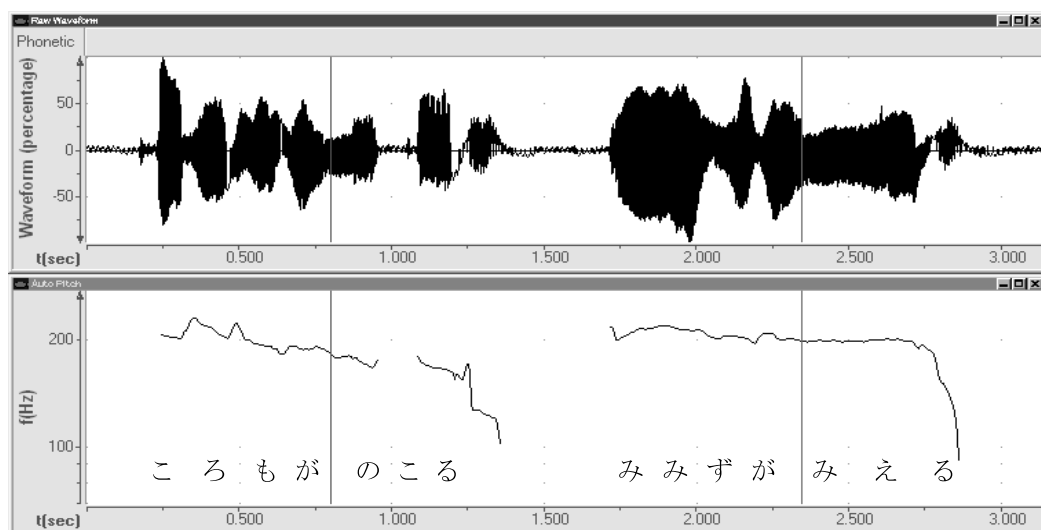 Raw Waveform
Phonetic
Waveform (percentage)
50
0
-50
t(sec) 0.500 1.000 1.500 2.000 2.500 3.000
Auto Pitch
f(Hz)
200
100
ころもが のこる みみずが みえる
t(sec) 0.500 1.000 1.500 2.000 2.500 3.000